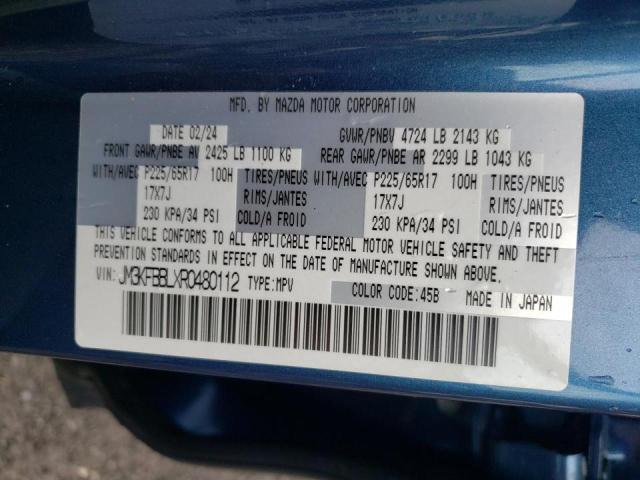 MFD. BY MAZDA MOTOR CORPORATION
DATE 02/24 GVWR/PNBV 4724 LB 2143 KG
FRONT GAWR/PNBE AV 2425 LB 1100 KG REAR GAWR/PNBE AR 2299 LB 1043 KG
WITH/AVEC P225/65R17 100H TIRES/PNEUS WITH/AVEC P225/65R17 100H TIRES/PNEUS
17X7J RIMS/JANTES 17X7J RIMS/JANTES
230 KPA/34 PSI COLD/A FROID 230 KPA/34 PSI COLD/A FROID
THIS VEHICLE CONFORMS TO ALL APPLICABLE FEDERAL MOTOR VEHICLE SAFETY AND THEFT
PREVENTION STANDARDS IN EFFECT ON THE DATE OF MANUFACTURE SHOWN ABOVE.
VIN: JM3KFBBLXR0480112 TYPE: MPV COLOR CODE: 45B MADE IN JAPAN